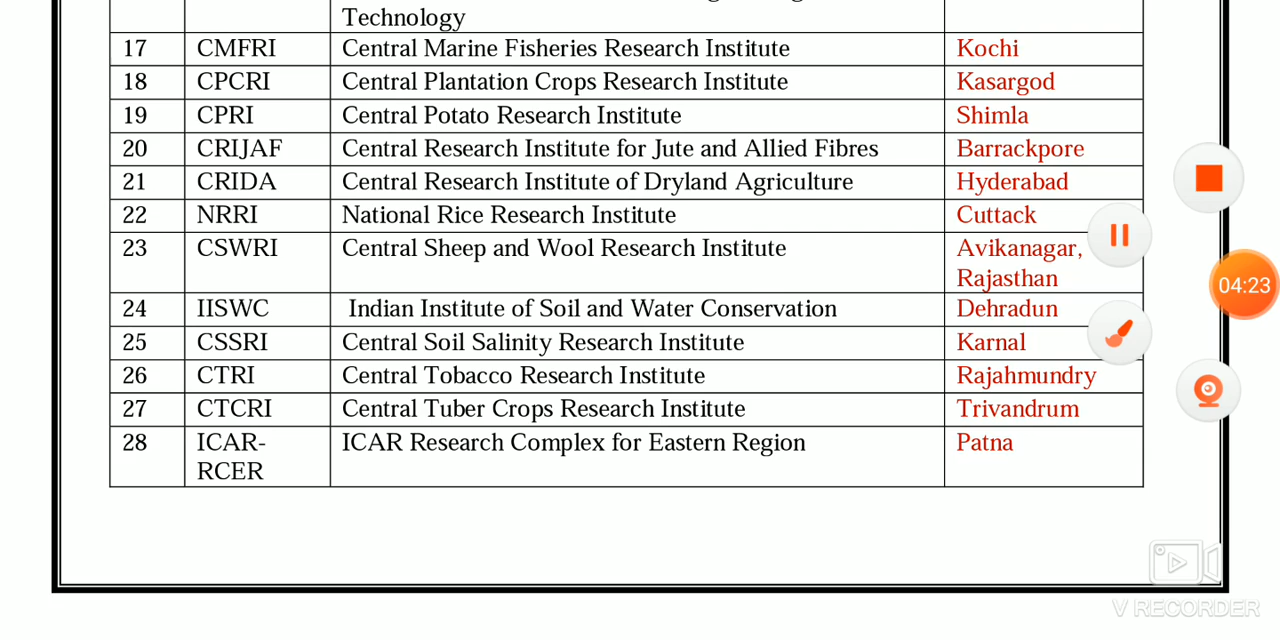 Technology
17 CMFRI Central Marine Fisheries Research Institute Kochi
18 CPCRI Central Plantation Crops Research Institute Kasargod
19 CPRI Central Potato Research Institute Shimla
20 CRIJAF Central Research Institute for Jute and Allied Fibres Barrackpore
21 CRIDA Central Research Institute of Dryland Agriculture Hyderabad
22 NRRI National Rice Research Institute Cuttack
23 CSWRI Central Sheep and Wool Research Institute Avikanagar,
Rajasthan
24 IISWC Indian Institute of Soil and Water Conservation Dehradun
25 CSSRI Central Soil Salinity Research Institute Karnal
26 CTRI Central Tobacco Research Institute Rajahmundry
27 CTCRI Central Tuber Crops Research Institute Trivandrum
28 ICAR- ICAR Research Complex for Eastern Region Patna
RCER
04:23
V RECORDER